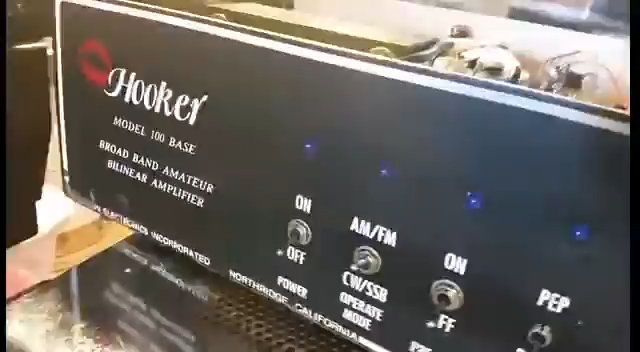 Hooker
MODEL 100 BASE
BROAD BAND AMATEUR
BILINEAR AMPLIFIER
ELECTRONICS INCORPORATED
NORTHRIDGE, CALIFORNIA
ON
OFF
POWER
AM/FM
CW/SSB
OPERATE
MODE
ON
FF
PEP